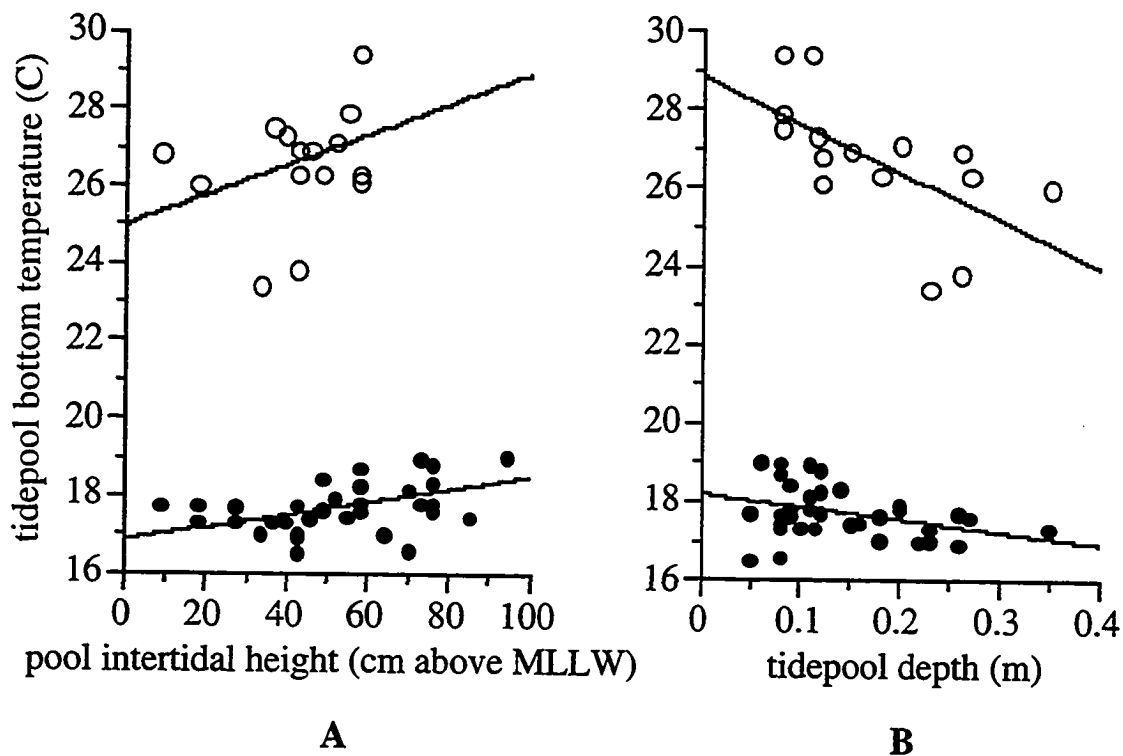 tidepool bottom temperature (C)
30
28
26
24
22
20
18
16
0 20 40 60 80 100
pool intertidal height (cm above MLLW)
A
30
28
26
24
22
20
18
16
0 0.1 0.2 0.3 0.4
tidepool depth (m)
B